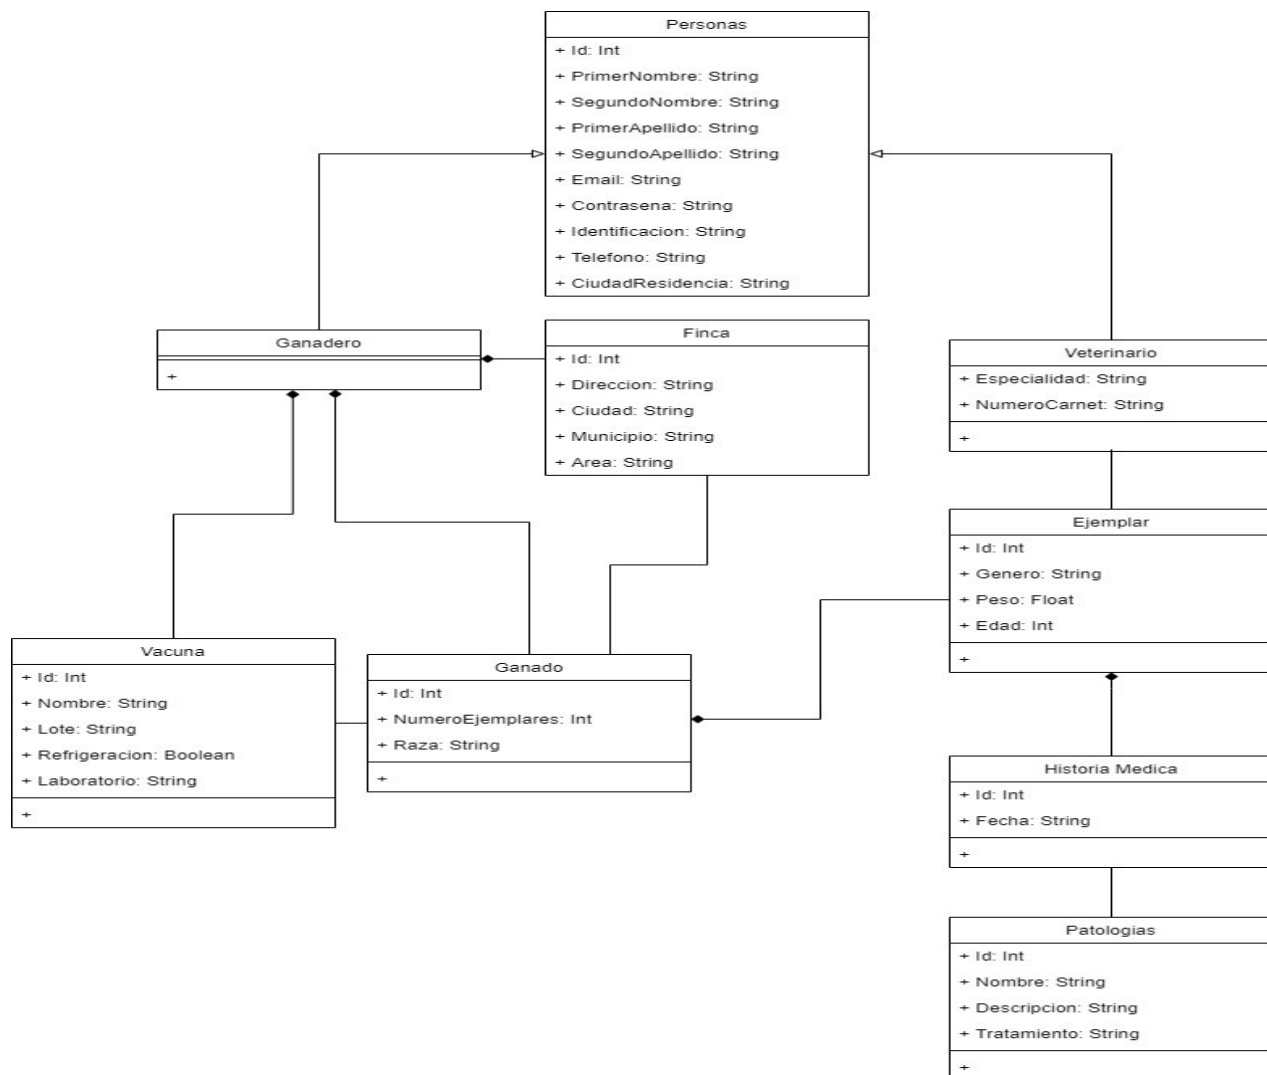 Personas
+ Id: Int
+ PrimerNombre: String
+ SegundoNombre: String
+ PrimerApellido: String
+ SegundoApellido: String
+ Email: String
+ Contrasena: String
+ Identificacion: String
+ Telefono: String
+ CiudadResidencia: String
Ganadero
+
Finca
+ Id: Int
+ Direccion: String
+ Ciudad: String
+ Municipio: String
+ Area: String
Veterinario
+ Especialidad: String
+ NumeroCarnet: String
+
Ejemplar
+ Id: Int
+ Genero: String
+ Peso: Float
+ Edad: Int
+
Vacuna
+ Id: Int
+ Nombre: String
+ Lote: String
+ Refrigeracion: Boolean
+ Laboratorio: String
+
Ganado
+ Id: Int
+ NumeroEjemplares: Int
+ Raza: String
+
Historia Medica
+ Id: Int
+ Fecha: String
+
Patologias
+ Id: Int
+ Nombre: String
+ Descripcion: String
+ Tratamiento: String
+